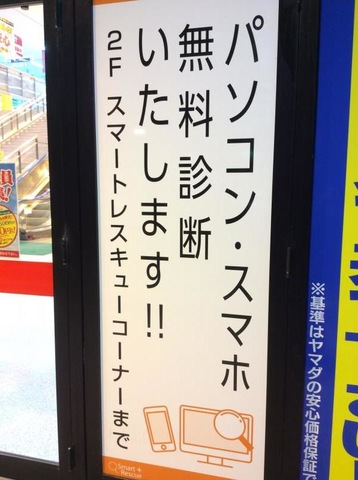 パソコン・スマホ
無料診断
いたします!!
2F スマートレスキューコーナーまで
Smart+
Rescue
※基準はヤマダの安心価格保証で